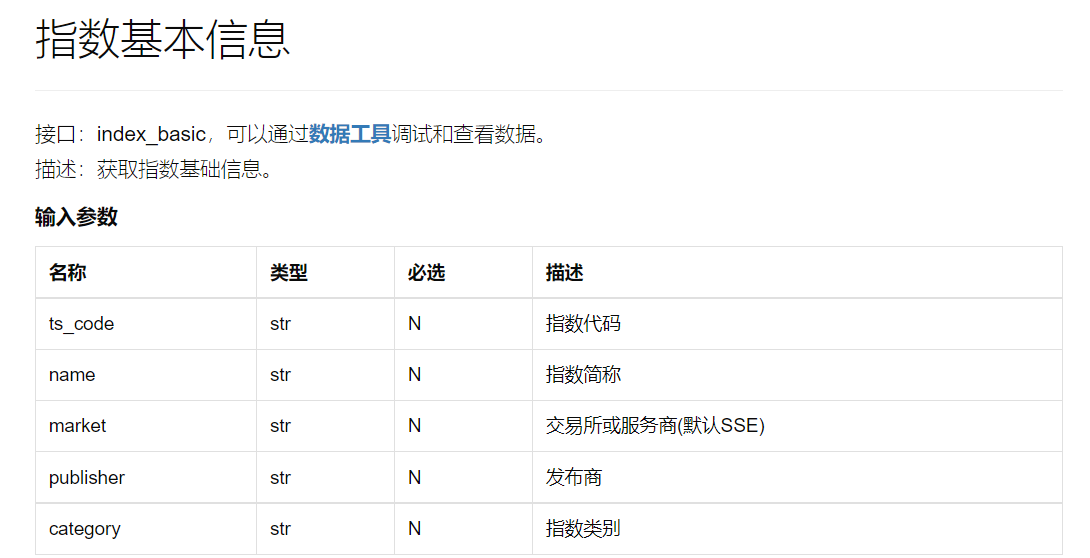 指数基本信息
接口：index_basic，可以通过数据工具调试和查看数据。
描述：获取指数基础信息。
输入参数
名称 类型 必选 描述
ts_code str N 指数代码
name str N 指数简称
market str N 交易所或服务商(默认SSE)
publisher str N 发布商
category str N 指数类别